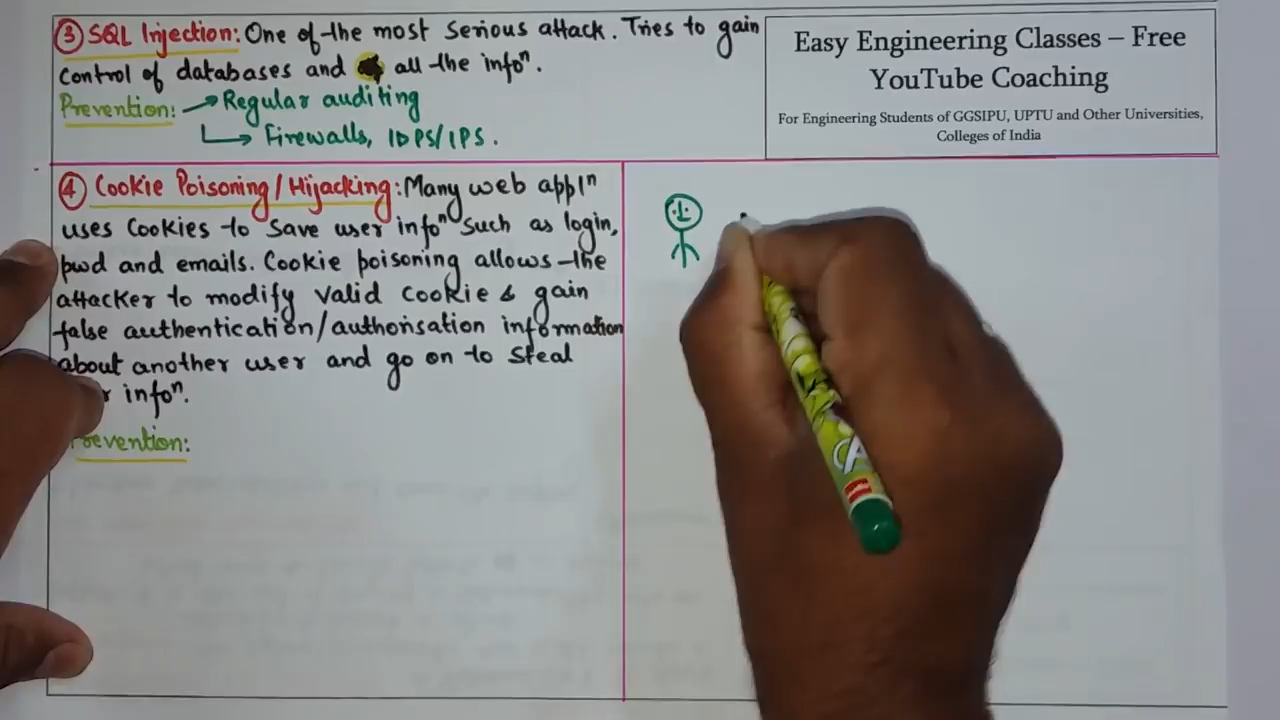 ③ SQL Injection: One of the most serious attack. Tries to gain
control of databases and all the infoⁿ.
Prevention: → Regular auditing
→ Firewalls, IDPS/IPS.
Easy Engineering Classes – Free
YouTube Coaching
For Engineering Students of GGSIPU, UPTU and Other Universities,
Colleges of India
④ Cookie Poisoning/Hijacking: Many web applⁿ
uses cookies to save user infoⁿ such as login,
pwd and emails. Cookie poisoning allows the
attacker to modify valid cookie & gain
false authentication/authorisation information
about another user and go on to steal
infoⁿ.
Prevention: